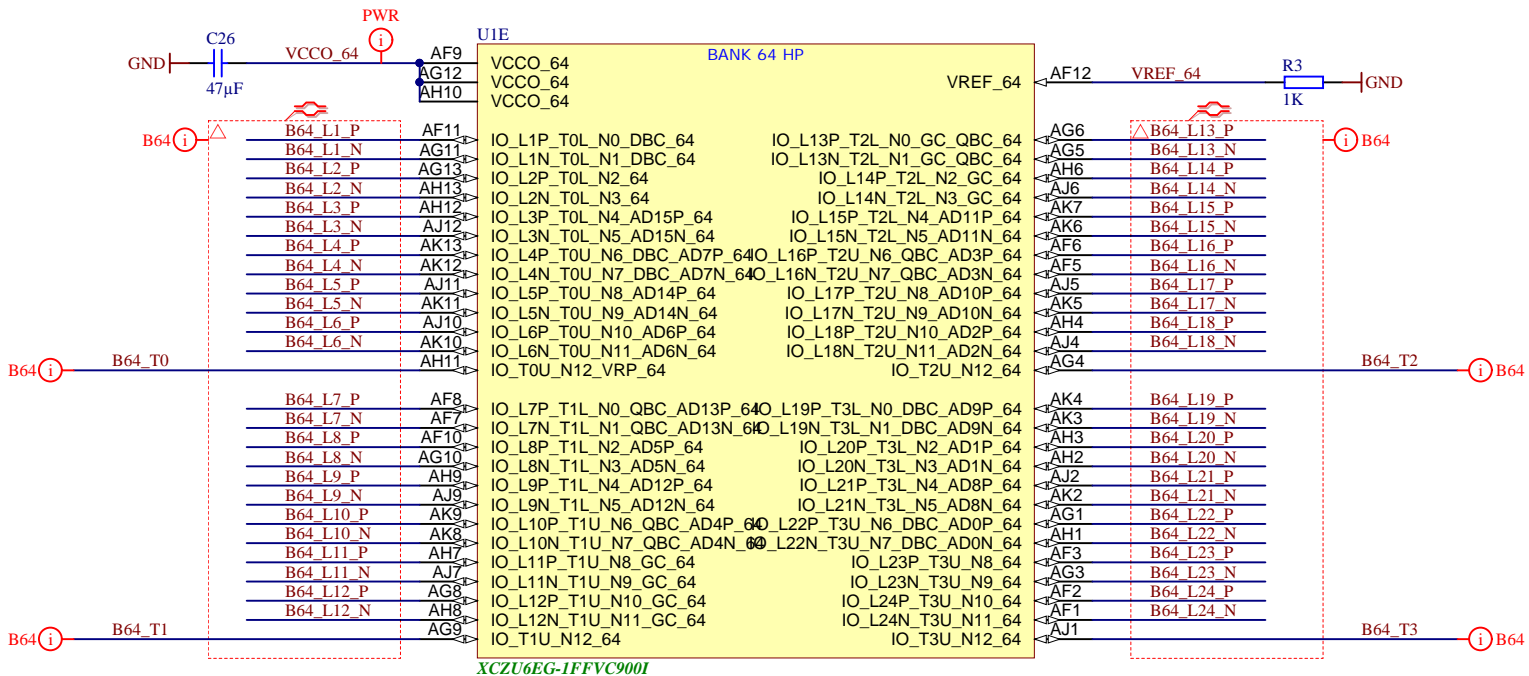 PWR
C26
VCCO_64
GND
47µF
U1E
BANK 64 HP
AF9 VCCO_64
AG12 VCCO_64
AH10 VCCO_64
VREF_64 AF12 VREF_64
R3
GND
1K
B64
B64_L1_P AF11 IO_L1P_T0L_N0_DBC_64
B64_L1_N AG11 IO_L1N_T0L_N1_DBC_64
B64_L2_P AG13 IO_L2P_T0L_N2_64
B64_L2_N AH13 IO_L2N_T0L_N3_64
B64_L3_P AH12 IO_L3P_T0L_N4_AD15P_64
B64_L3_N AJ12 IO_L3N_T0L_N5_AD15N_64
B64_L4_P AK13 IO_L4P_T0U_N6_DBC_AD7P_64
B64_L4_N AK12 IO_L4N_T0U_N7_DBC_AD7N_64
B64_L5_P AJ11 IO_L5P_T0U_N8_AD14P_64
B64_L5_N AK11 IO_L5N_T0U_N9_AD14N_64
B64_L6_P AJ10 IO_L6P_T0U_N10_AD6P_64
B64_L6_N AK10 IO_L6N_T0U_N11_AD6N_64
B64 B64_T0 AH11 IO_T0U_N12_VRP_64
B64_L7_P AF8 IO_L7P_T1L_N0_QBC_AD13P_64
B64_L7_N AF7 IO_L7N_T1L_N1_QBC_AD13N_64
B64_L8_P AF10 IO_L8P_T1L_N2_AD5P_64
B64_L8_N AG10 IO_L8N_T1L_N3_AD5N_64
B64_L9_P AH9 IO_L9P_T1L_N4_AD12P_64
B64_L9_N AJ9 IO_L9N_T1L_N5_AD12N_64
B64_L10_P AK9 IO_L10P_T1U_N6_QBC_AD4P_64
B64_L10_N AK8 IO_L10N_T1U_N7_QBC_AD4N_64
B64_L11_P AH7 IO_L11P_T1U_N8_GC_64
B64_L11_N AJ7 IO_L11N_T1U_N9_GC_64
B64_L12_P AG8 IO_L12P_T1U_N10_GC_64
B64_L12_N AH8 IO_L12N_T1U_N11_GC_64
B64 B64_T1 AG9 IO_T1U_N12_64
IO_L13P_T2L_N0_GC_QBC_64 AG6 B64_L13_P
B64
IO_L13N_T2L_N1_GC_QBC_64 AG5 B64_L13_N
IO_L14P_T2L_N2_GC_64 AH6 B64_L14_P
IO_L14N_T2L_N3_GC_64 AJ6 B64_L14_N
IO_L15P_T2L_N4_AD11P_64 AK7 B64_L15_P
IO_L15N_T2L_N5_AD11N_64 AK6 B64_L15_N
IO_L16P_T2U_N6_QBC_AD3P_64 AF6 B64_L16_P
IO_L16N_T2U_N7_QBC_AD3N_64 AF5 B64_L16_N
IO_L17P_T2U_N8_AD10P_64 AJ5 B64_L17_P
IO_L17N_T2U_N9_AD10N_64 AK5 B64_L17_N
IO_L18P_T2U_N10_AD2P_64 AH4 B64_L18_P
IO_L18N_T2U_N11_AD2N_64 AJ4 B64_L18_N
IO_T2U_N12_64 AG4 B64_T2 B64
IO_L19P_T3L_N0_DBC_AD9P_64 AK4 B64_L19_P
IO_L19N_T3L_N1_DBC_AD9N_64 AK3 B64_L19_N
IO_L20P_T3L_N2_AD1P_64 AH3 B64_L20_P
IO_L20N_T3L_N3_AD1N_64 AH2 B64_L20_N
IO_L21P_T3L_N4_AD8P_64 AJ2 B64_L21_P
IO_L21N_T3L_N5_AD8N_64 AK2 B64_L21_N
IO_L22P_T3U_N6_DBC_AD0P_64 AG1 B64_L22_P
IO_L22N_T3U_N7_DBC_AD0N_64 AH1 B64_L22_N
IO_L23P_T3U_N8_64 AF3 B64_L23_P
IO_L23N_T3U_N9_64 AG3 B64_L23_N
IO_L24P_T3U_N10_64 AF2 B64_L24_P
IO_L24N_T3U_N11_64 AF1 B64_L24_N
IO_T3U_N12_64 AJ1 B64_T3 B64
XCZU6EG-1FFVC900I